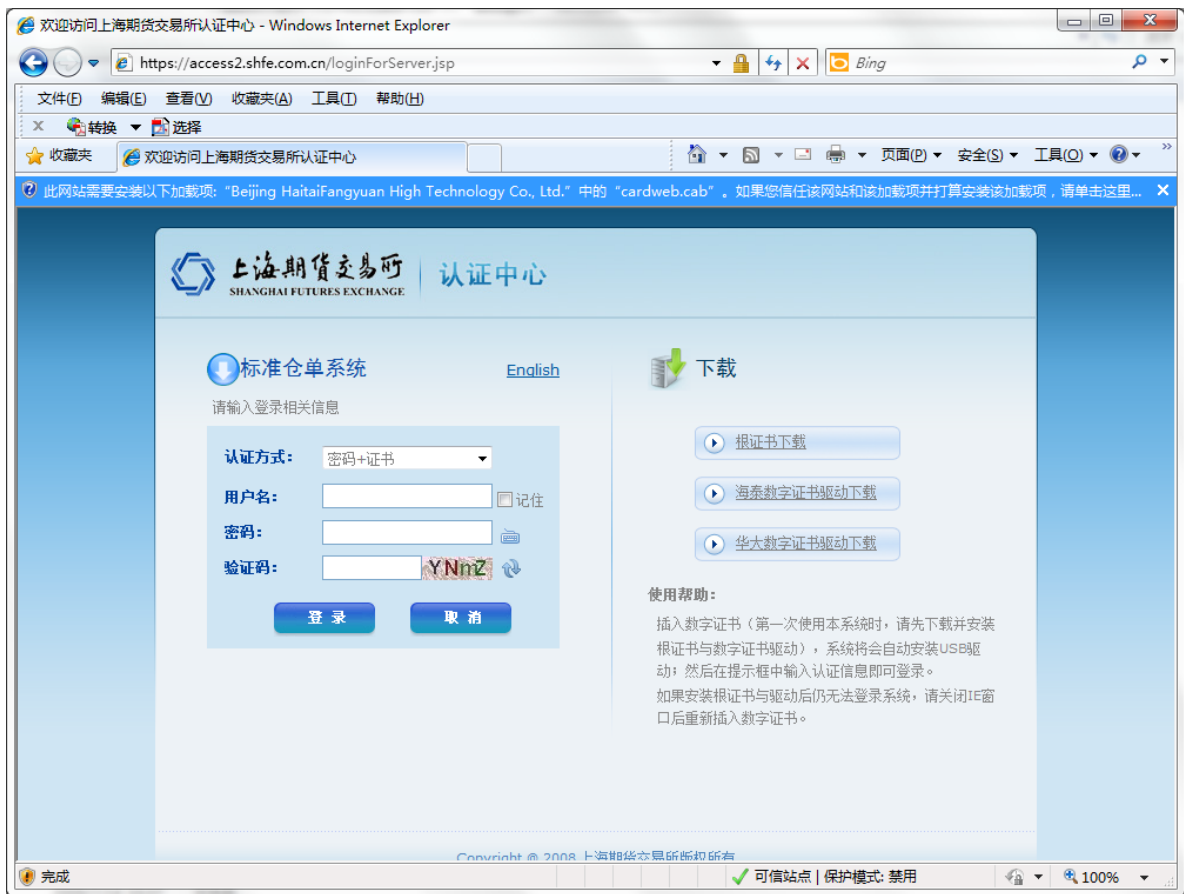 欢迎访问上海期货交易所认证中心 - Windows Internet Explorer
https://access2.shfe.com.cn/loginForServer.jsp
Bing
文件(F) 编辑(E) 查看(V) 收藏夹(A) 工具(T) 帮助(H)
x 转换 选择
收藏夹 欢迎访问上海期货交易所认证中心 页面(P) 安全(S) 工具(O)
此网站需要安装以下加载项: “Beijing HaitaiFangyuan High Technology Co., Ltd.” 中的 “cardweb.cab” 。如果您信任该网站和该加载项并打算安装该加载项，请单击这里...
上海期货交易所 认证中心
SHANGHAI FUTURES EXCHANGE
标准仓单系统 English
请输入登录相关信息
认证方式: 密码+证书
用户名: 记住
密码:
验证码: YNmZ
登 录 取 消
下载
根证书下载
海泰数字证书驱动下载
华大数字证书驱动下载
使用帮助:
插入数字证书（第一次使用本系统时，请先下载并安装
根证书与数字证书驱动），系统将会自动安装USB驱
动；然后在提示框中输入认证信息即可登录。
如果安装根证书与驱动后仍无法登录系统，请关闭IE窗
口后重新插入数字证书。
Copyright @ 2008 上海期货交易所版权所有
完成 可信站点 | 保护模式: 禁用 100%